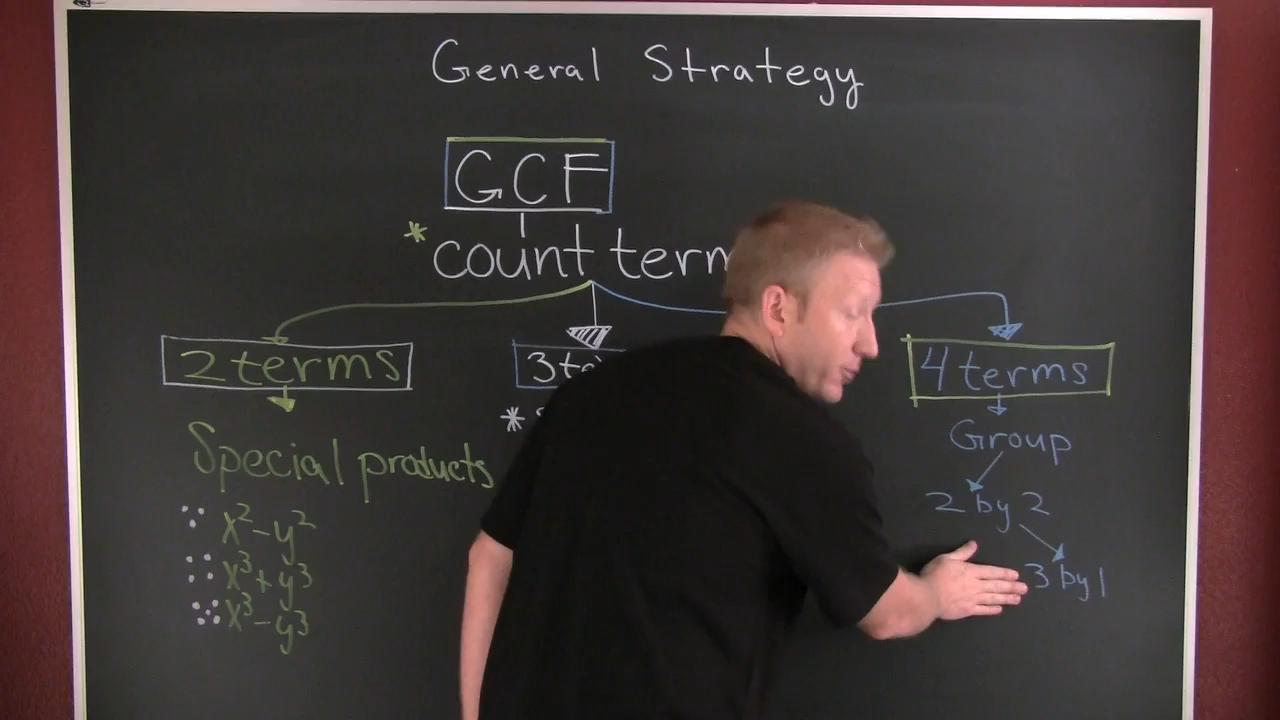 General Strategy
GCF
* count
2 terms
3
4 terms
*
Group
Special products
2 by 2
x²-y²
x³+y³
3 by 1
x³-y³